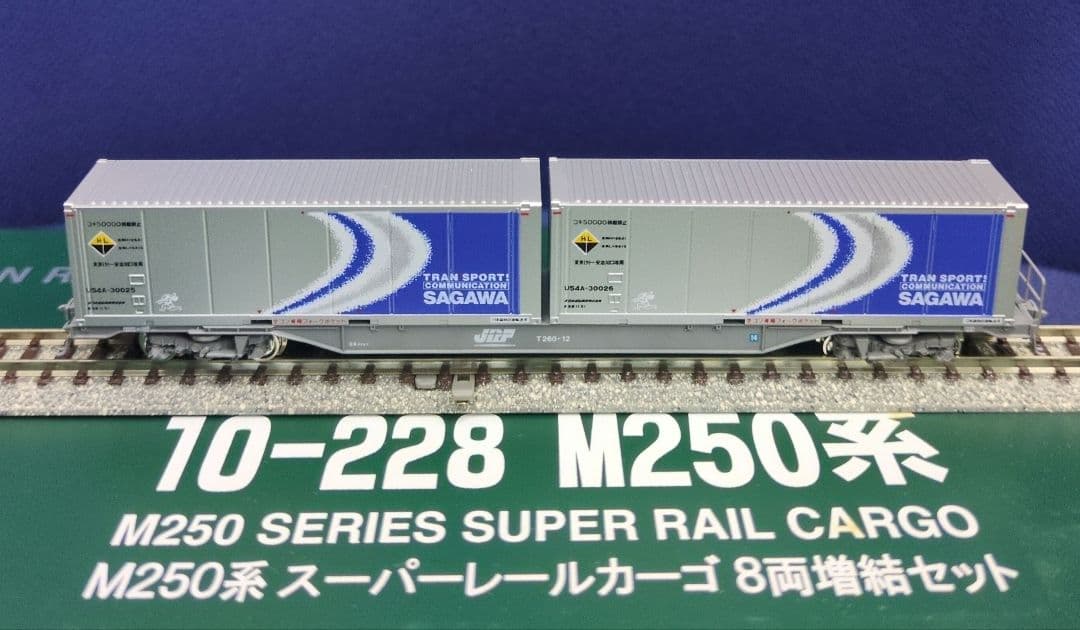 コキ50000積載禁止
HL
U54A-30025
TRAN SPORT!
COMMUNICATION
SAGAWA
コキ50000積載禁止
HL
U54A-30026
TRAN SPORT!
COMMUNICATION
SAGAWA
JRF
T260-12
14
10-228 M250系
M250 SERIES SUPER RAIL CARGO
M250系 スーパーレールカーゴ 8両増結セット